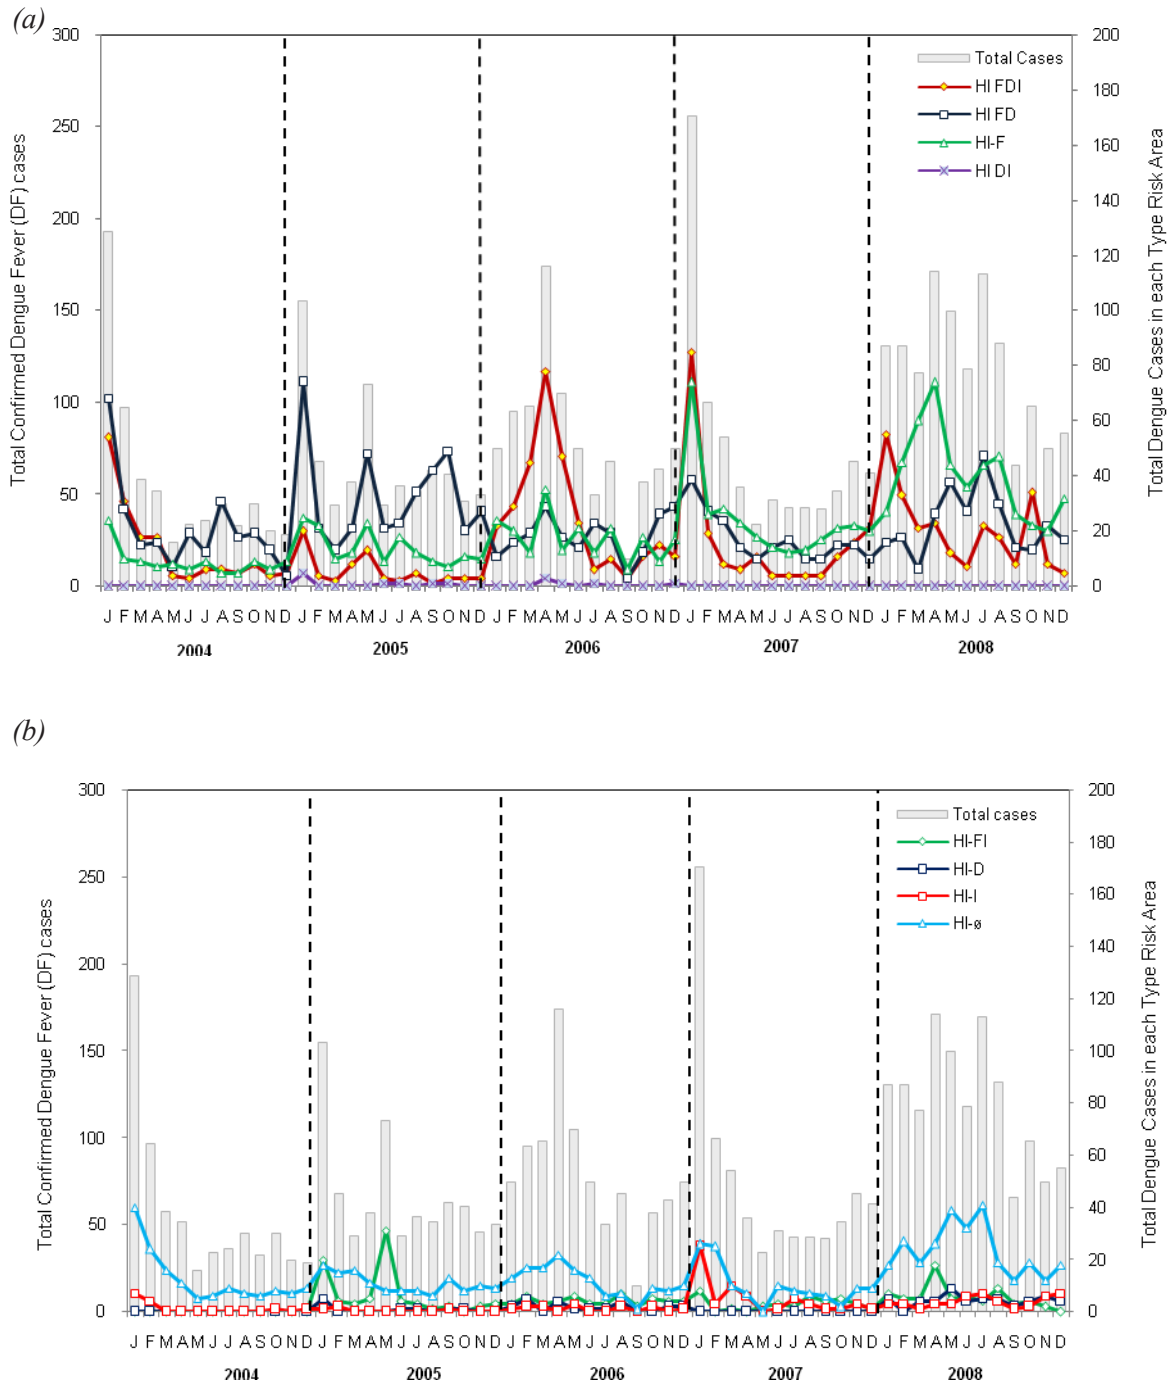 (a)
300
250
200
150
100
50
0
Total Confirmed Dengue Fever (DF) cases
200
180
160
140
120
100
80
60
40
20
0
Total Dengue Cases in each Type Risk Area
Total Cases
HI FDI
HI FD
HI-F
HI DI
J F M A M J J A S O N D J F M A M J J A S O N D J F M A M J J A S O N D J F M A M J J A S O N D J F M A M J J A S O N D
2004 2005 2006 2007 2008
(b)
300
250
200
150
100
50
0
Total Confirmed Dengue Fever (DF) cases
200
180
160
140
120
100
80
60
40
20
0
Total Dengue Cases in each Type Risk Area
Total cases
HI-FI
HI-D
HI-I
HI-ø
J F M A M J J A S O N D J F M A M J J A S O N D J F M A M J J A S O N D J F M A M J J A S O N D J F M A M J J A S O N D
2004 2005 2006 2007 2008